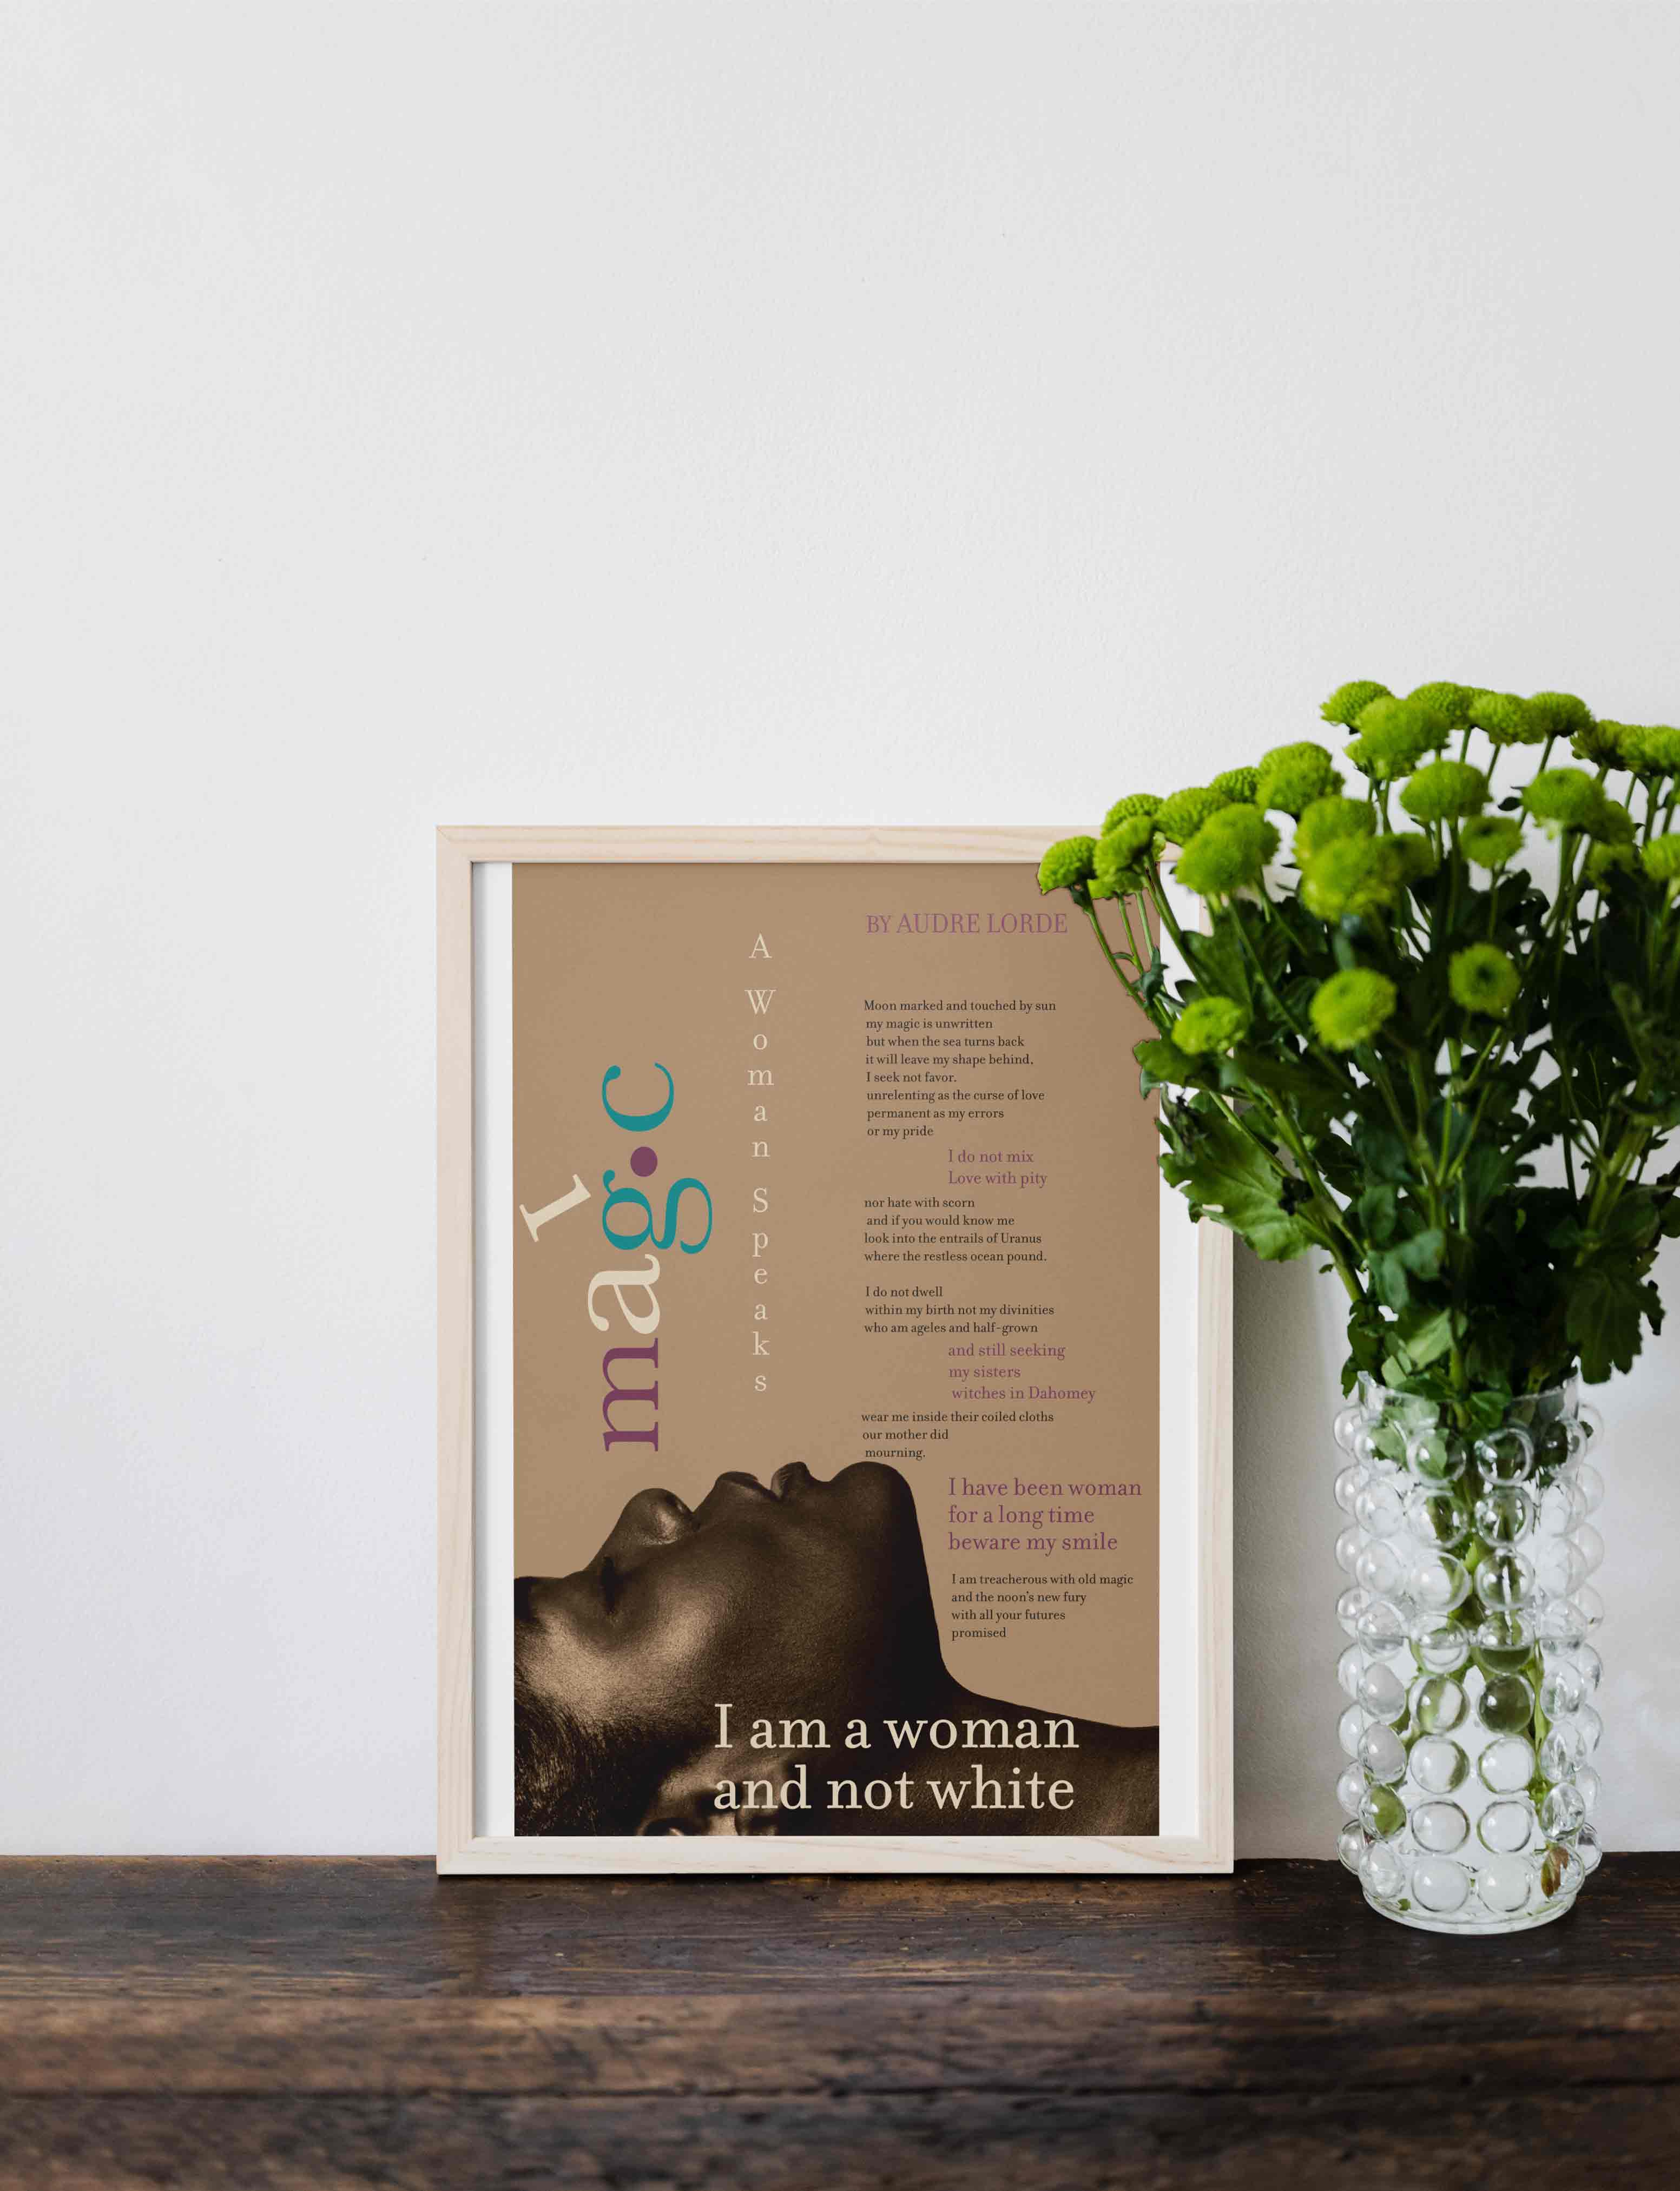 magic
A Woman Speaks
BY AUDRE LORDE
Moon marked and touched by sun
my magic is unwritten
but when the sea turns back
it will leave my shape behind.
I seek not favor.
unrelenting as the curse of love
permanent as my errors
or my pride
I do not mix
Love with pity
nor hate with scorn
and if you would know me
look into the entrails of Uranus
where the restless ocean pound.
I do not dwell
within my birth not my divinities
who am ageles and half-grown
and still seeking
my sisters
witches in Dahomey
wear me inside their coiled cloths
our mother did
mourning.
I have been woman
for a long time
beware my smile
I am treacherous with old magic
and the noon's new fury
with all your futures
promised
I am a woman
and not white